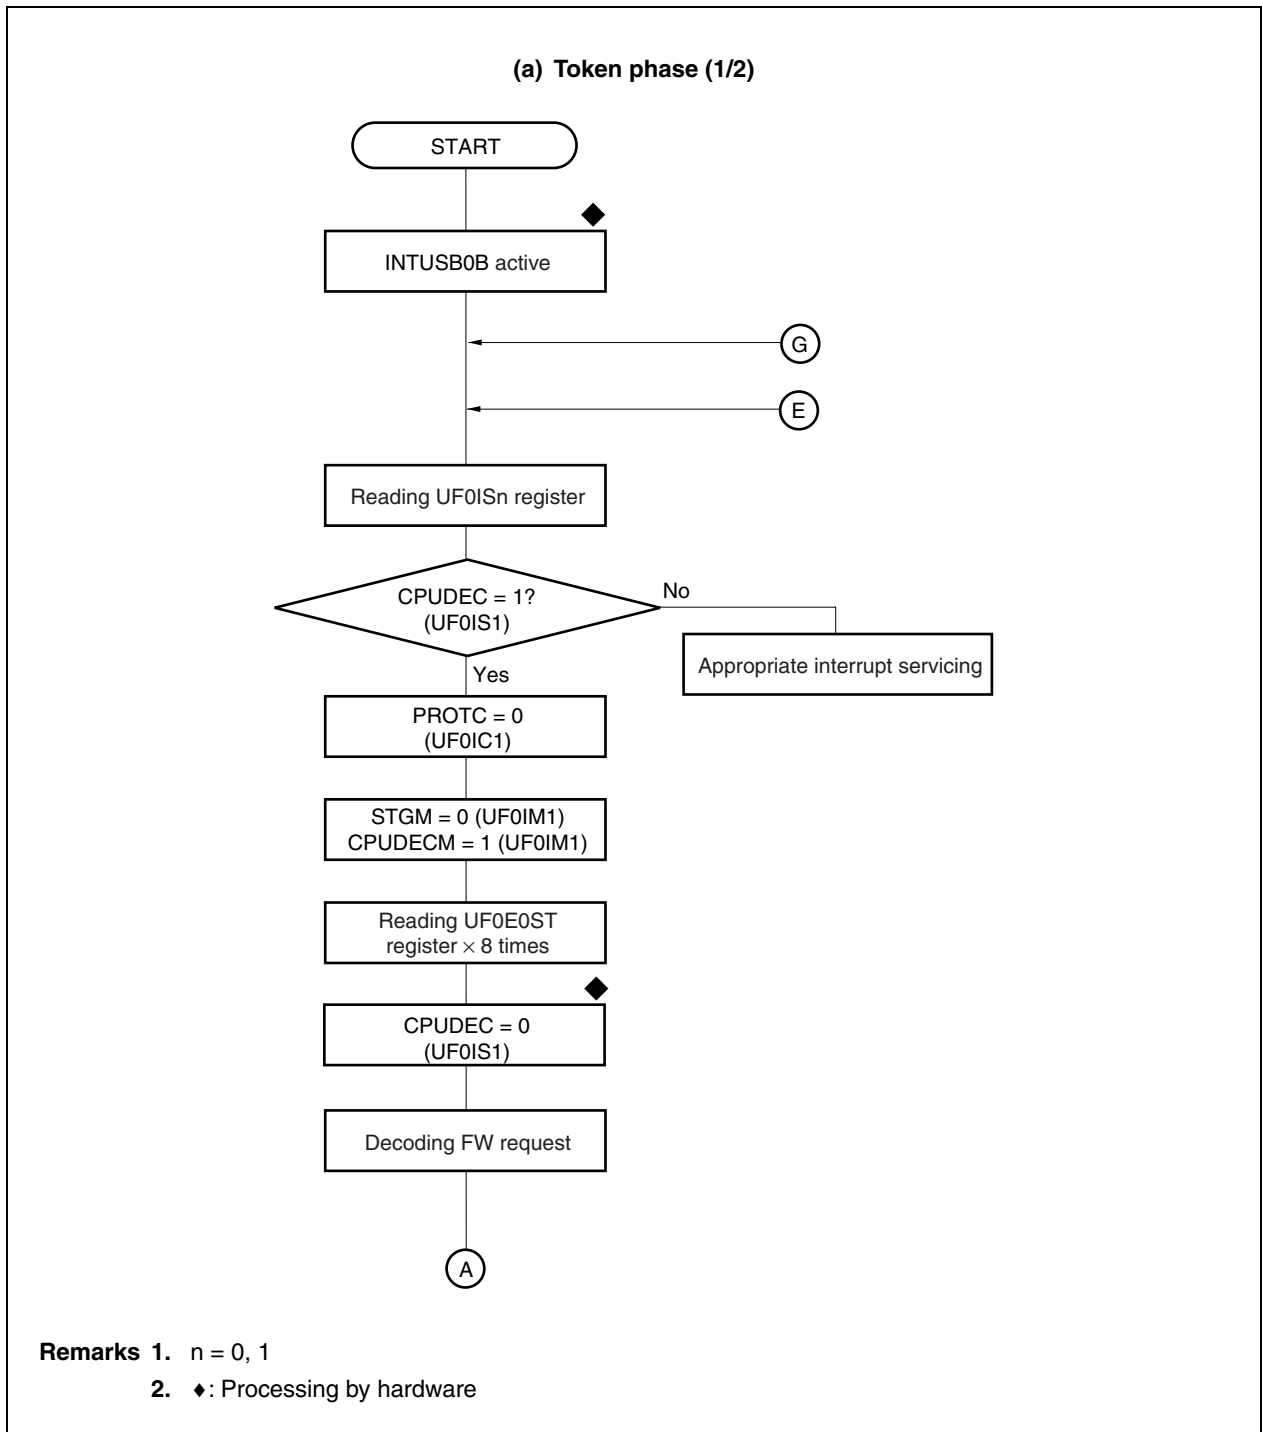 (a) Token phase (1/2)
START
◆
INTUSB0B active
G
E
Reading UF0ISn register
CPUDEC = 1?
(UF0IS1)
No
Appropriate interrupt servicing
Yes
PROTC = 0
(UF0IC1)
STGM = 0 (UF0IM1)
CPUDECM = 1 (UF0IM1)
Reading UF0E0ST
register × 8 times
◆
CPUDEC = 0
(UF0IS1)
Decoding FW request
A
Remarks 1. n = 0, 1
2. ♦: Processing by hardware